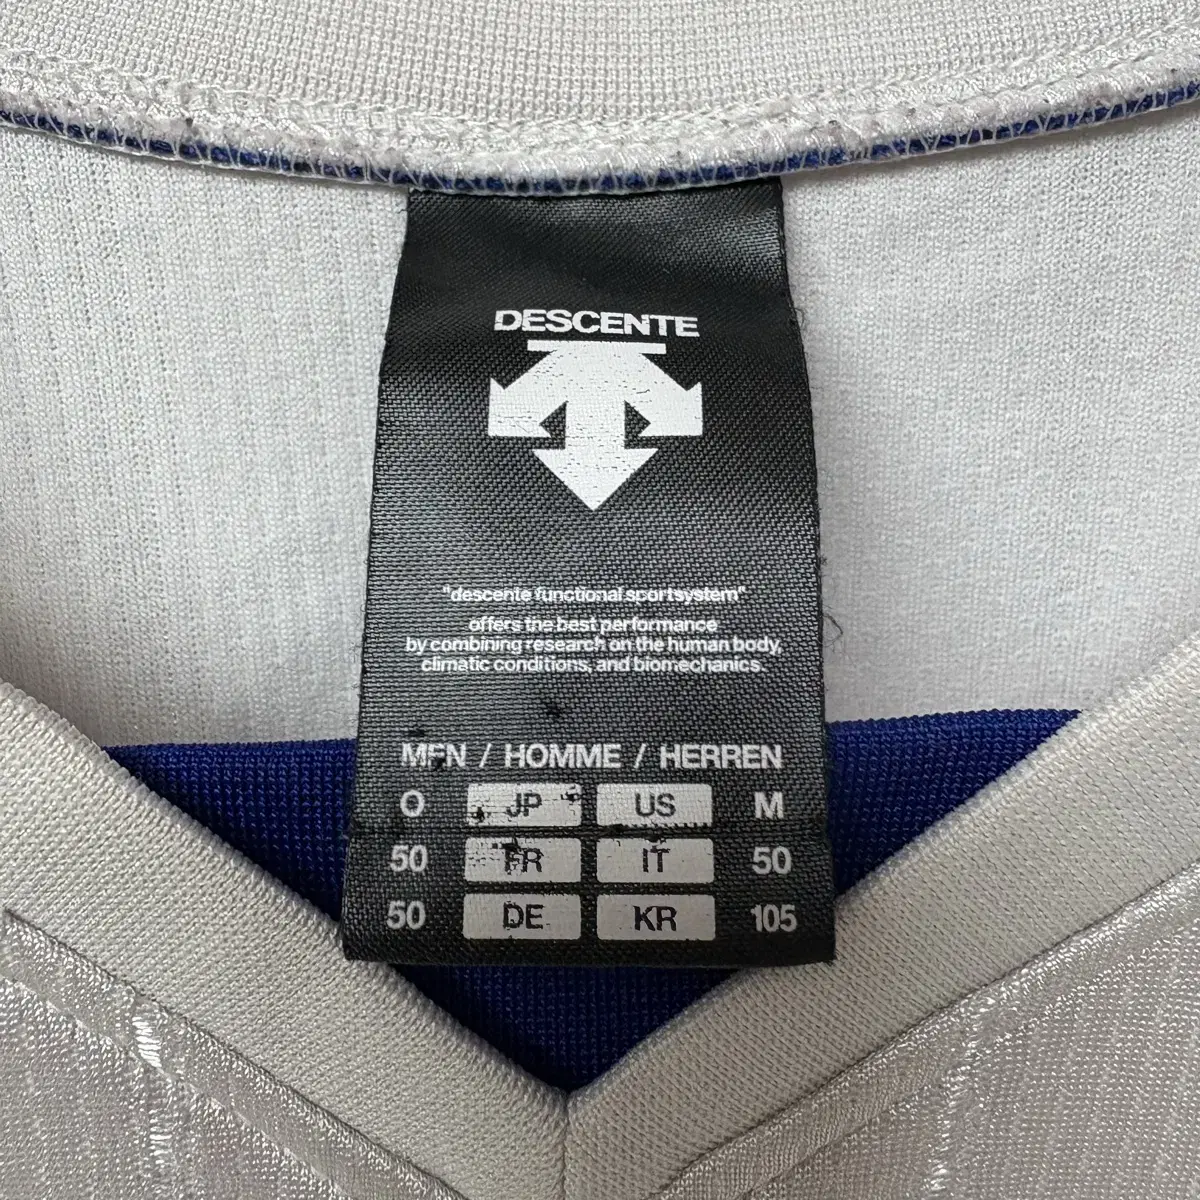 DESCENTE
"descente functional sportsystem"
offers the best performance
by combining research on the human body,
climatic conditions, and biomechanics.
MEN / HOMME / HERREN
O JP US M
50 FR IT 50
50 DE KR 105